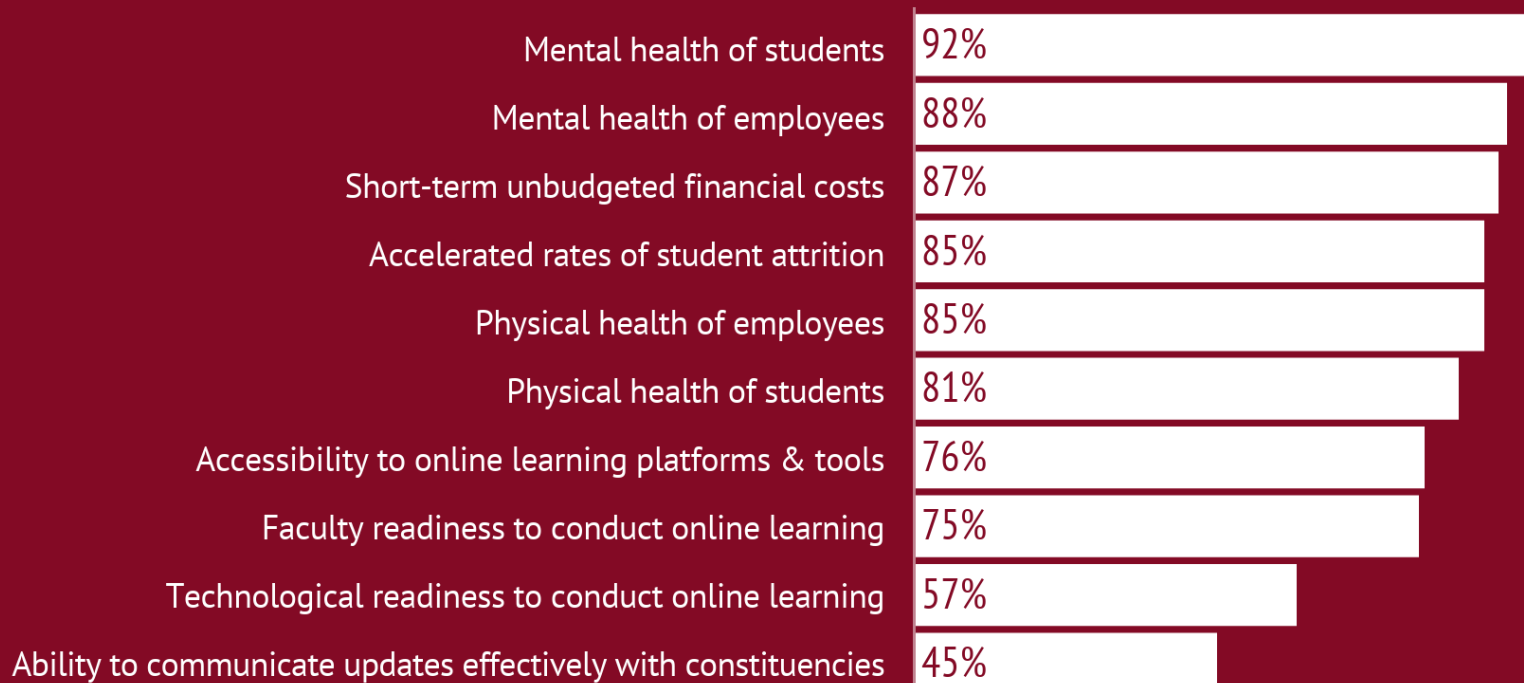 Mental health of students 92%
Mental health of employees 88%
Short-term unbudgeted financial costs 87%
Accelerated rates of student attrition 85%
Physical health of employees 85%
Physical health of students 81%
Accessibility to online learning platforms & tools 76%
Faculty readiness to conduct online learning 75%
Technological readiness to conduct online learning 57%
Ability to communicate updates effectively with constituencies 45%